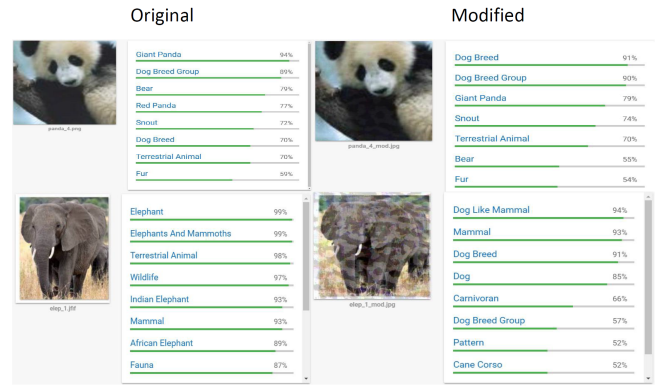 Original
Modified
Giant Panda 94%
Dog Breed Group 89%
Bear 79%
Red Panda 77%
Snout 72%
Dog Breed 70%
Terrestrial Animal 70%
Fur 59%
panda_4.png
Dog Breed 91%
Dog Breed Group 90%
Giant Panda 79%
Snout 74%
Terrestrial Animal 70%
Bear 55%
Fur 54%
panda_4_mod.jpg
Elephant 99%
Elephants And Mammoths 99%
Terrestrial Animal 98%
Wildlife 97%
Indian Elephant 93%
Mammal 93%
African Elephant 89%
Fauna 87%
elep_1.jfif
Dog Like Mammal 94%
Mammal 93%
Dog Breed 91%
Dog 85%
Carnivoran 66%
Dog Breed Group 57%
Pattern 52%
Cane Corso 52%
elep_1_mod.jpg